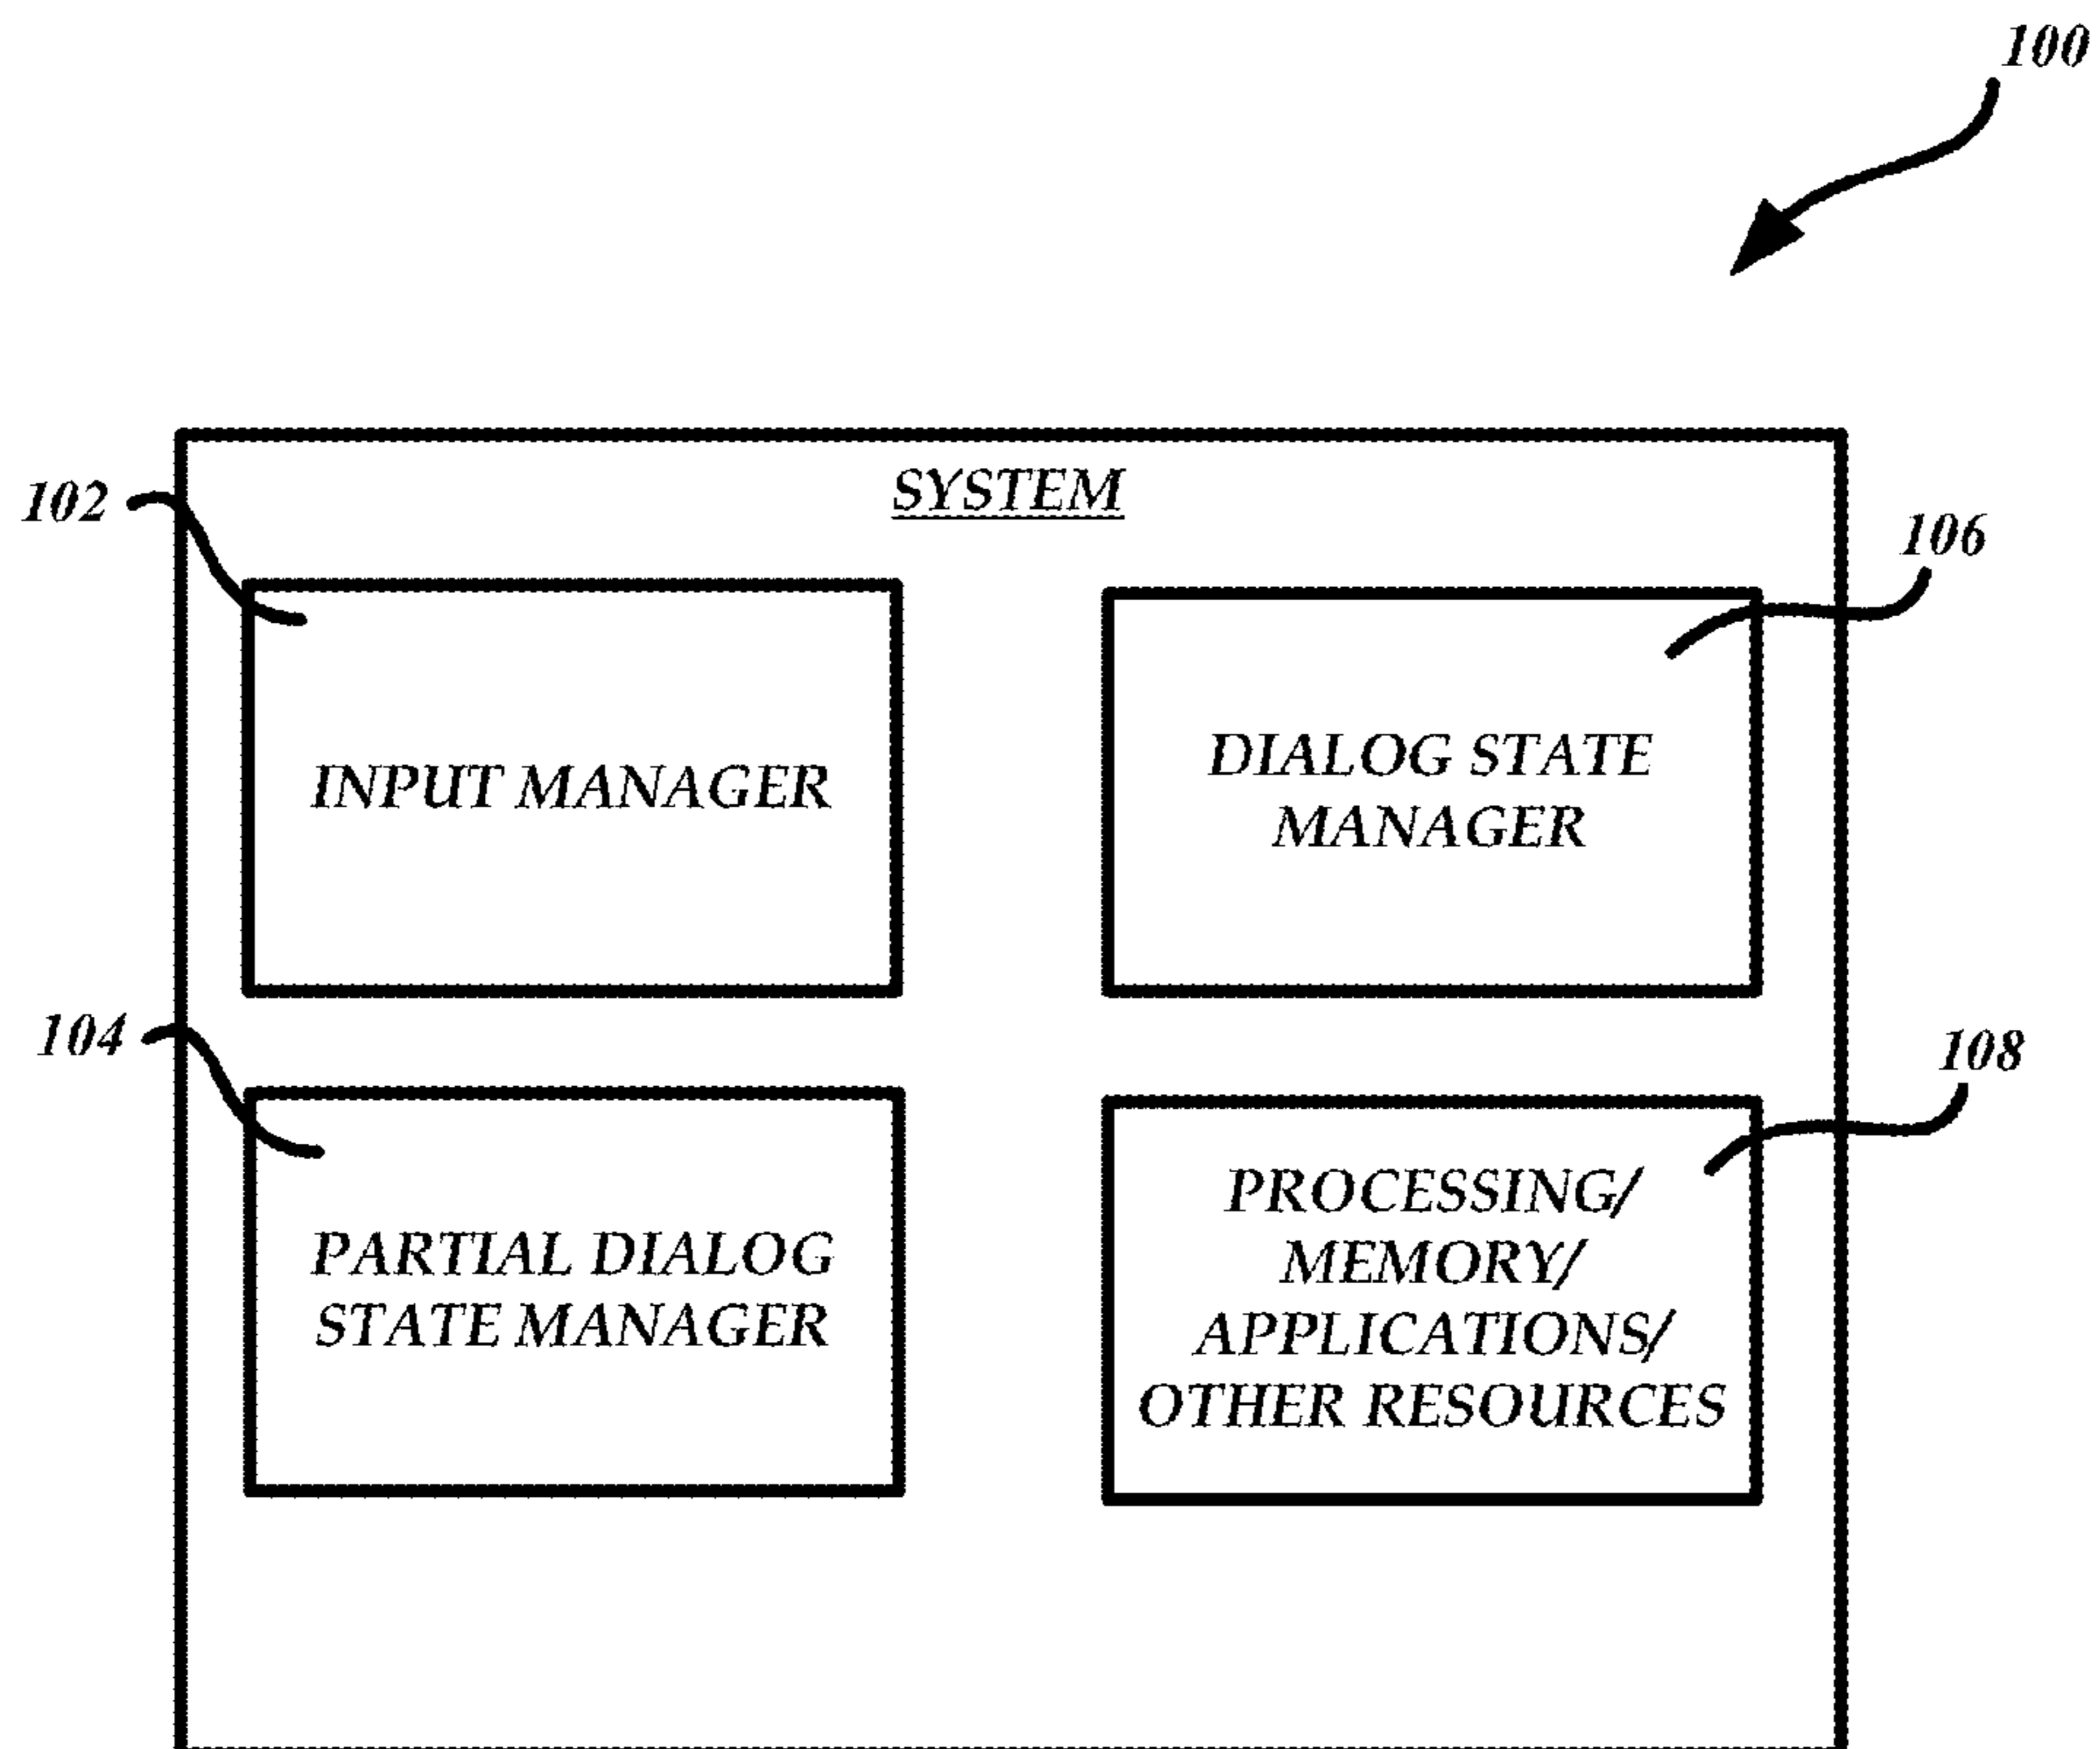 100
SYSTEM
102
106
INPUT MANAGER
DIALOG STATE
MANAGER
104
108
PARTIAL DIALOG
STATE MANAGER
PROCESSING/
MEMORY/
APPLICATIONS/
OTHER RESOURCES